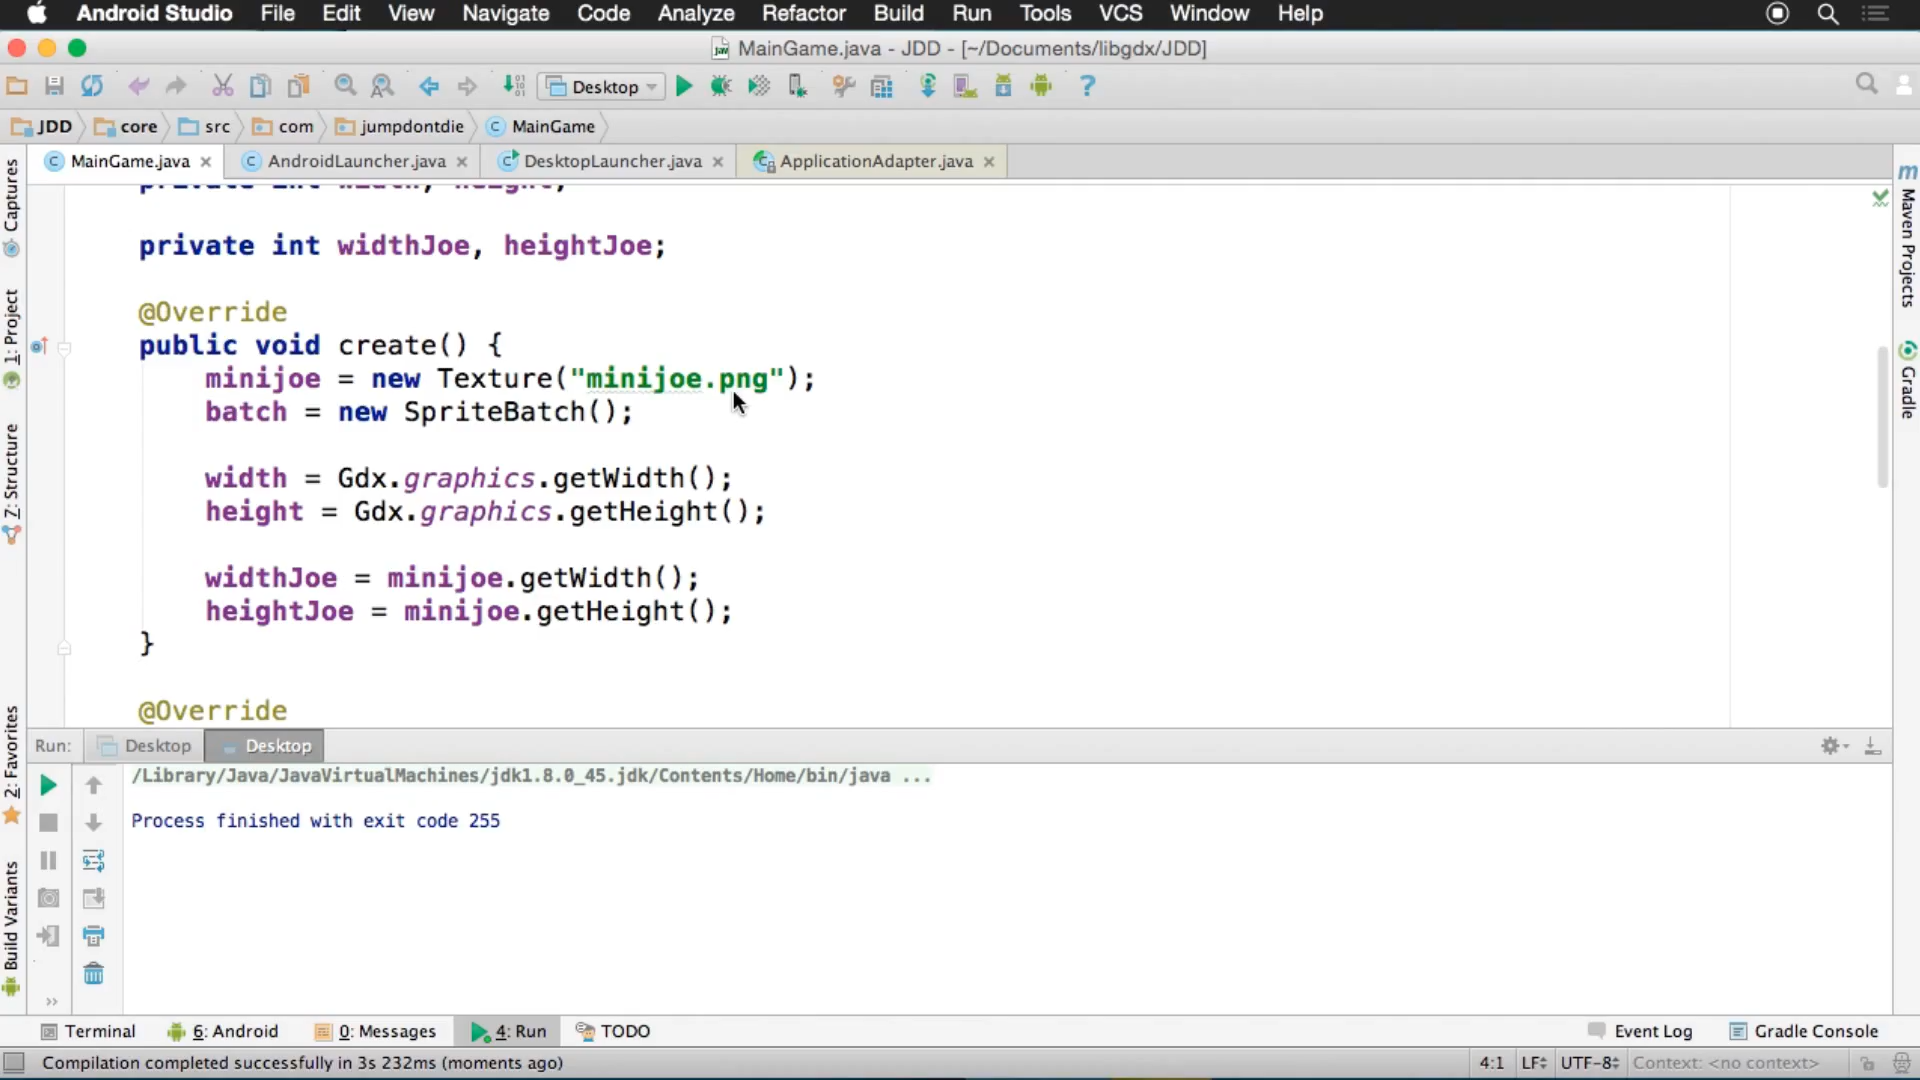 Android Studio File Edit View Navigate Code Analyze Refactor Build Run Tools VCS Window Help
MainGame.java - JDD - [~/Documents/libgdx/JDD]
Desktop
JDD core src com jumpdontdie MainGame
MainGame.java AndroidLauncher.java DesktopLauncher.java ApplicationAdapter.java
private int width, height;
private int widthJoe, heightJoe;
@Override
public void create() {
minijoe = new Texture("minijoe.png");
batch = new SpriteBatch();
width = Gdx.graphics.getWidth();
height = Gdx.graphics.getHeight();
widthJoe = minijoe.getWidth();
heightJoe = minijoe.getHeight();
}
@Override
Captures
1: Project
7: Structure
2: Favorites
Build Variants
Maven Projects
Gradle
Run: Desktop Desktop
/Library/Java/JavaVirtualMachines/jdk1.8.0_45.jdk/Contents/Home/bin/java ...
Process finished with exit code 255
Terminal 6: Android 0: Messages 4: Run TODO Event Log Gradle Console
Compilation completed successfully in 3s 232ms (moments ago) 4:1 LF UTF-8 Context: <no context>